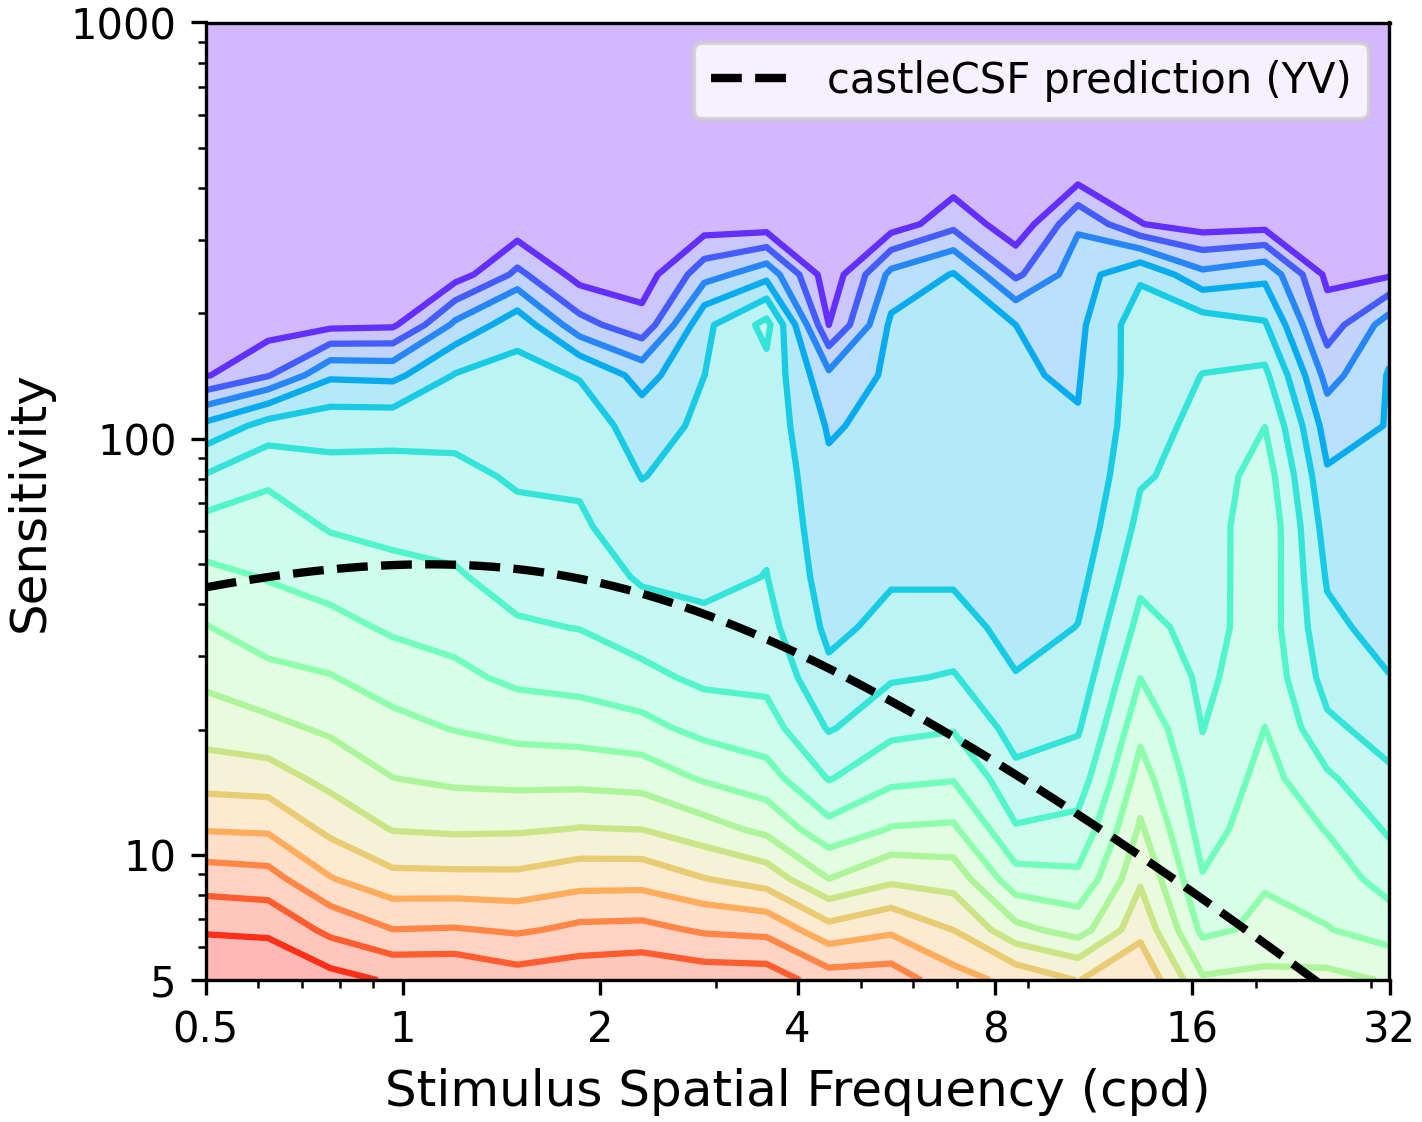 1000
castleCSF prediction (YV)
100
Sensitivity
10
5
0.5 1 2 4 8 16 32
Stimulus Spatial Frequency (cpd)